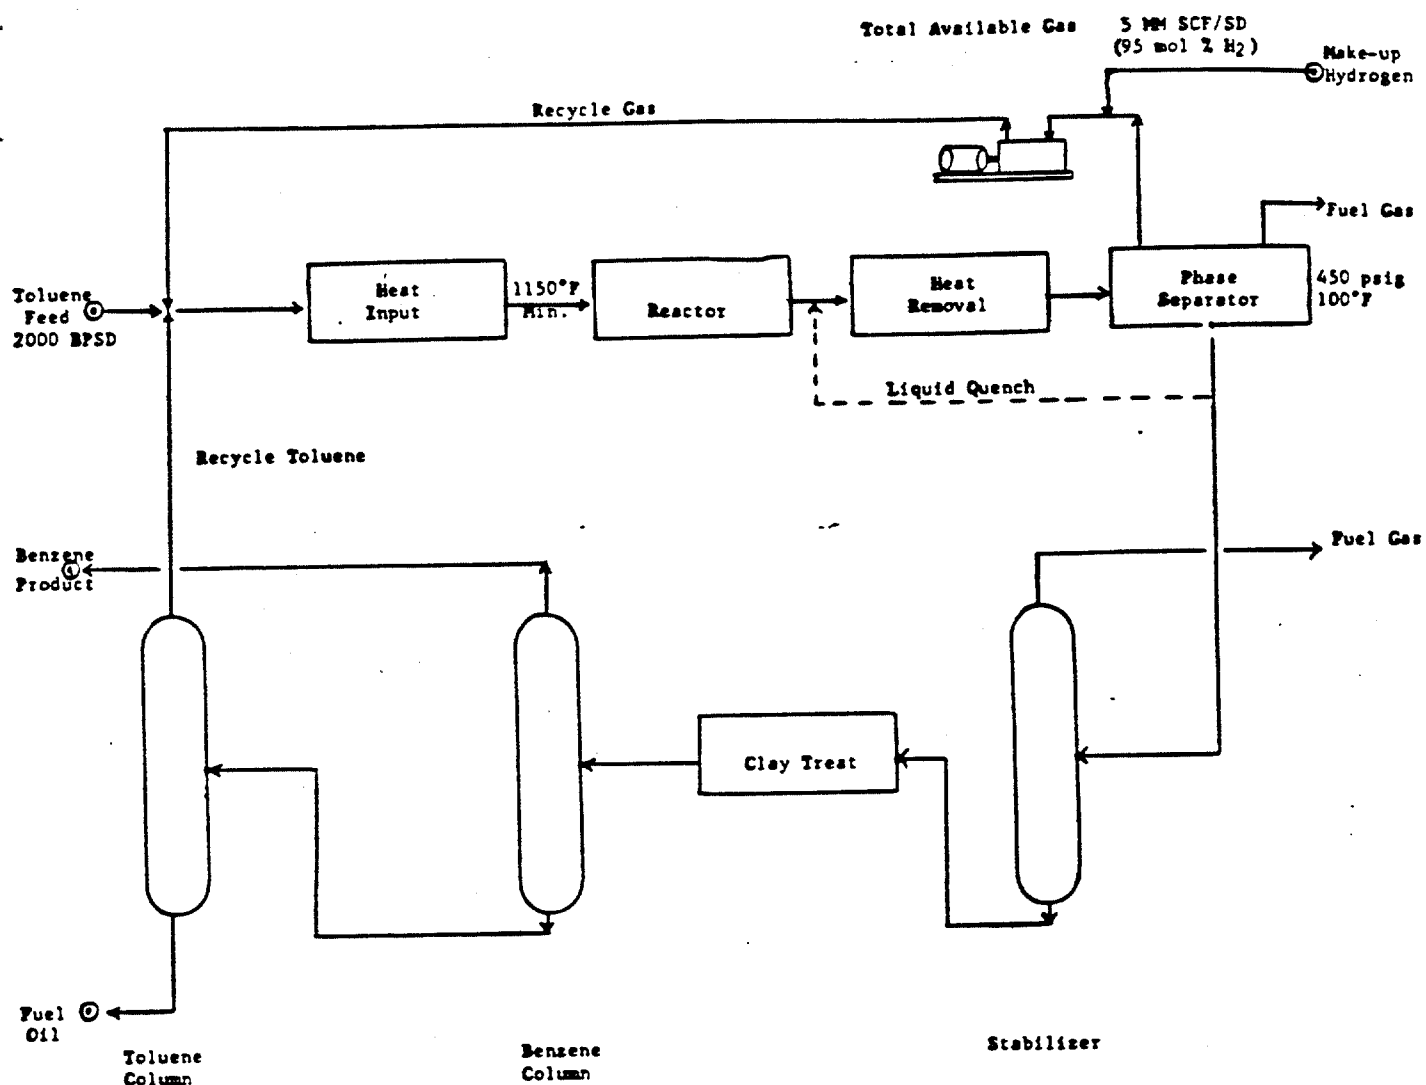 Total Available Gas 5 MM SCF/SD
(95 mol % H2)
Make-up
Hydrogen
Recycle Gas
Fuel Gas
Toluene
Feed
2000 BPSD
Heat
Input
1150°F
Min.
Reactor
Heat
Removal
Phase
Separator
450 psig
100°F
Liquid Quench
Recycle Toluene
Benzene
Product
Fuel Gas
Clay Treat
Fuel
Oil
Toluene
Column
Benzene
Column
Stabilizer